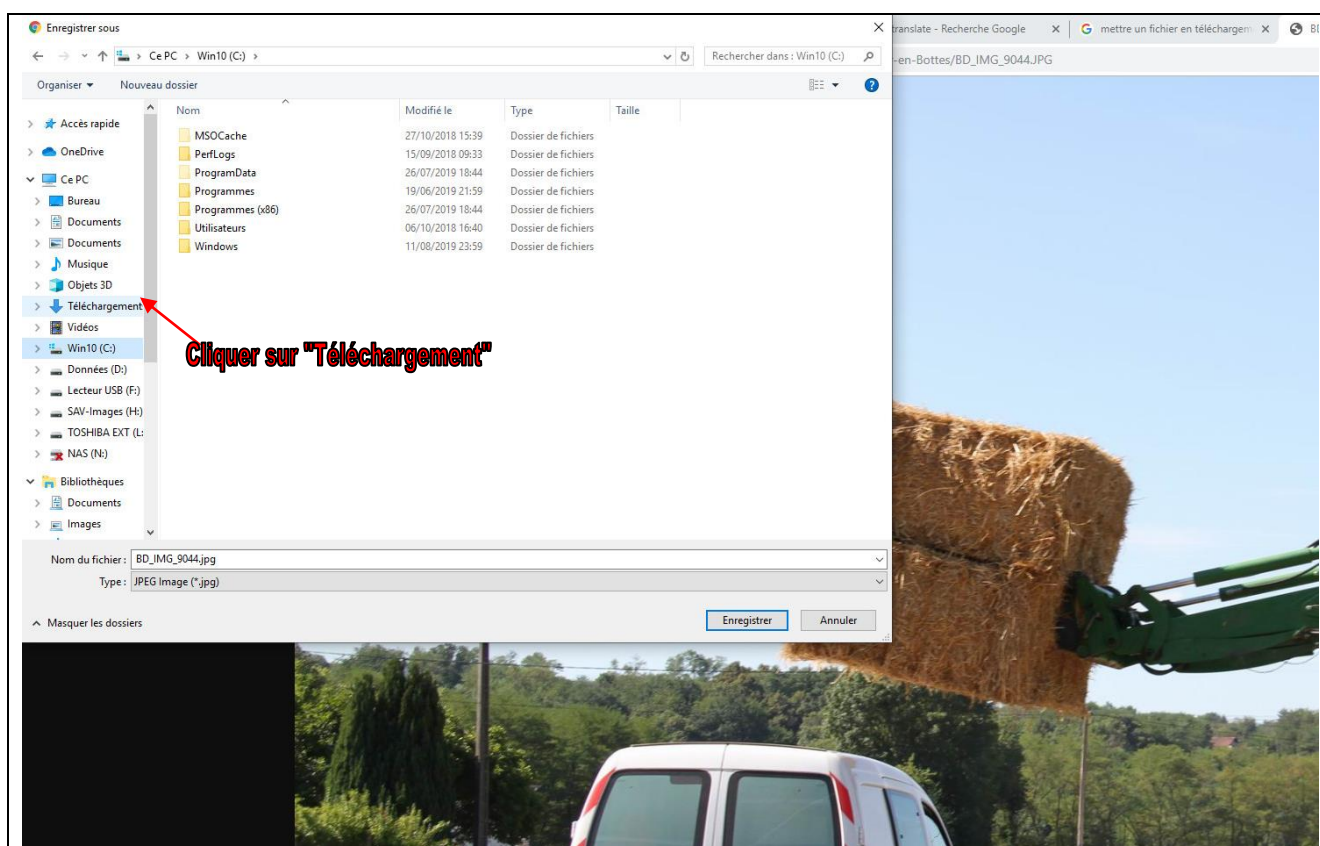 Enregistrer sous
translate - Recherche Google
mettre un fichier en téléchargem
Ce PC > Win10 (C:) >
Rechercher dans : Win10 (C:)
-en-Bottes/BD_IMG_9044.JPG
Organiser
Nouveau dossier
Nom Modifié le Type Taille
Accès rapide
OneDrive
Ce PC
Bureau
Documents
Documents
Musique
Objets 3D
Téléchargement
Vidéos
Win10 (C:)
Données (D:)
Lecteur USB (F:)
SAV-Images (H:)
TOSHIBA EXT (L:
NAS (N:)
Bibliothèques
Documents
Images
MSOCache 27/10/2018 15:39 Dossier de fichiers
PerfLogs 15/09/2018 09:33 Dossier de fichiers
ProgramData 26/07/2019 18:44 Dossier de fichiers
Programmes 19/06/2019 21:59 Dossier de fichiers
Programmes (x86) 26/07/2019 18:44 Dossier de fichiers
Utilisateurs 06/10/2018 16:40 Dossier de fichiers
Windows 11/08/2019 23:59 Dossier de fichiers
Cliquer sur "Téléchargement"
Nom du fichier : BD_IMG_9044.jpg
Type : JPEG Image (*.jpg)
Masquer les dossiers
Enregistrer
Annuler